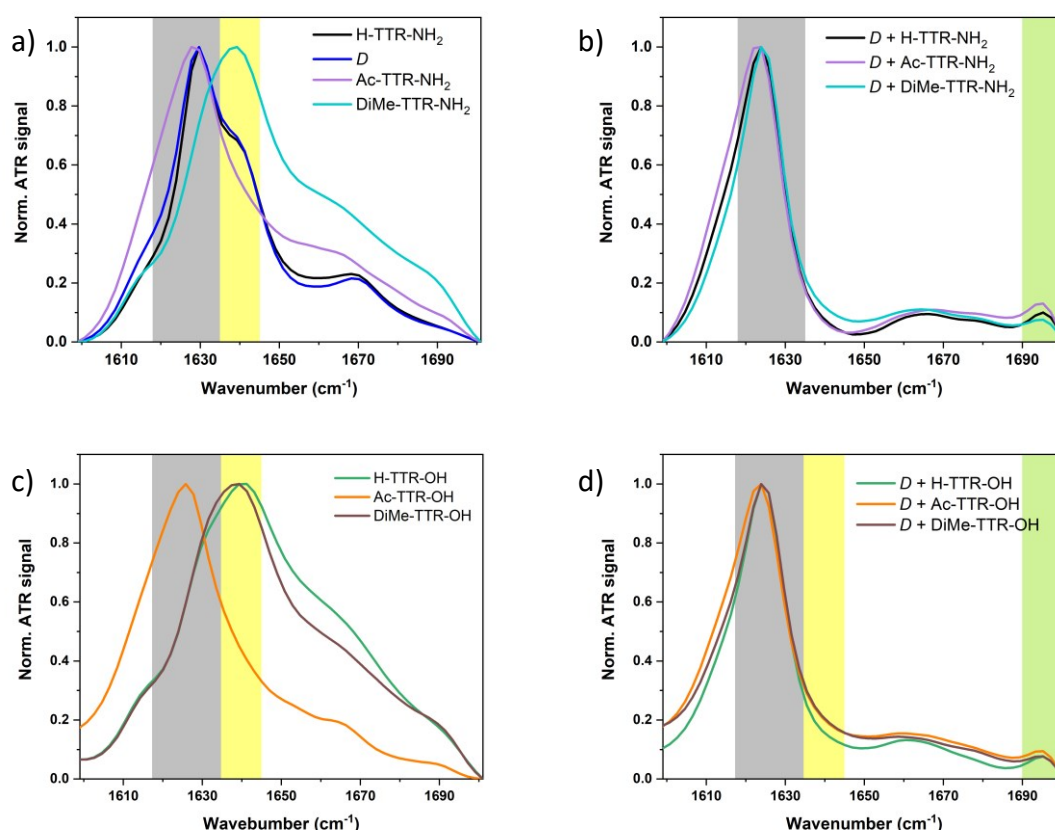 a)
H-TTR-NH₂
D
Ac-TTR-NH₂
DiMe-TTR-NH₂
Norm. ATR signal
1.0
0.8
0.6
0.4
0.2
0.0
1610
1630
1650
1670
1690
Wavenumber (cm⁻¹)
b)
D + H-TTR-NH₂
D + Ac-TTR-NH₂
D + DiMe-TTR-NH₂
Norm. ATR signal
1.0
0.8
0.6
0.4
0.2
0.0
1610
1630
1650
1670
1690
Wavenumber (cm⁻¹)
c)
H-TTR-OH
Ac-TTR-OH
DiMe-TTR-OH
Norm. ATR signal
1.0
0.8
0.6
0.4
0.2
0.0
1610
1630
1650
1670
1690
Wavebumber (cm⁻¹)
d)
D + H-TTR-OH
D + Ac-TTR-OH
D + DiMe-TTR-OH
Norm. ATR signal
1.0
0.8
0.6
0.4
0.2
0.0
1610
1630
1650
1670
1690
Wavenumber (cm⁻¹)